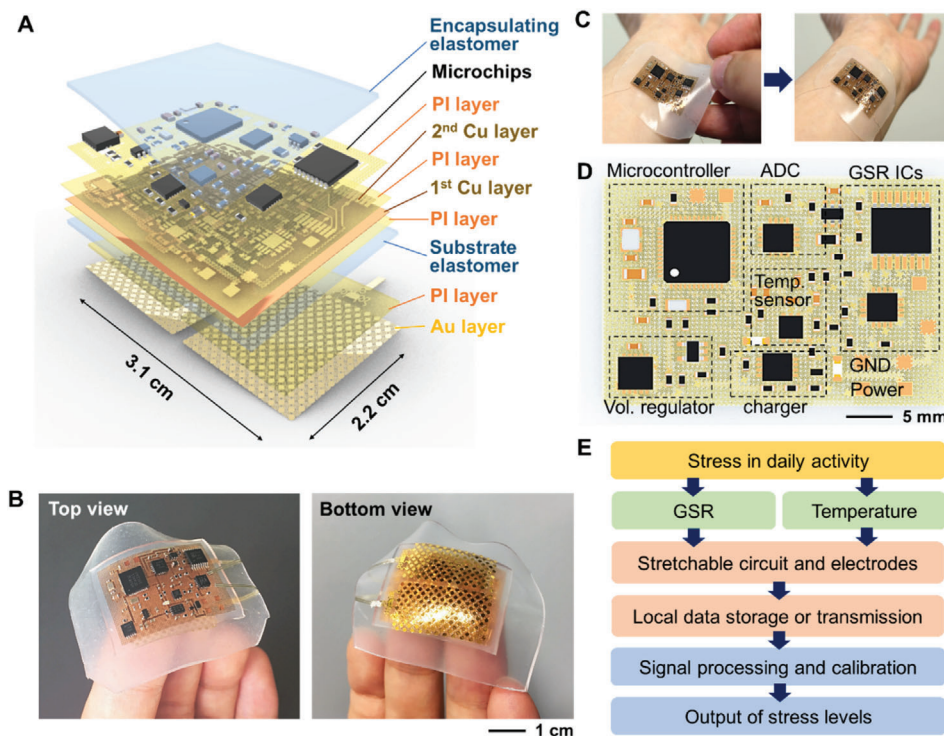 A
Encapsulating
elastomer
Microchips
PI layer
2nd Cu layer
PI layer
1st Cu layer
PI layer
Substrate
elastomer
PI layer
Au layer
3.1 cm
2.2 cm
B
Top view
Bottom view
1 cm
C
D
Microcontroller
ADC
GSR ICs
Temp.
sensor
GND
Power
Vol. regulator
charger
5 mm
E
Stress in daily activity
GSR
Temperature
Stretchable circuit and electrodes
Local data storage or transmission
Signal processing and calibration
Output of stress levels